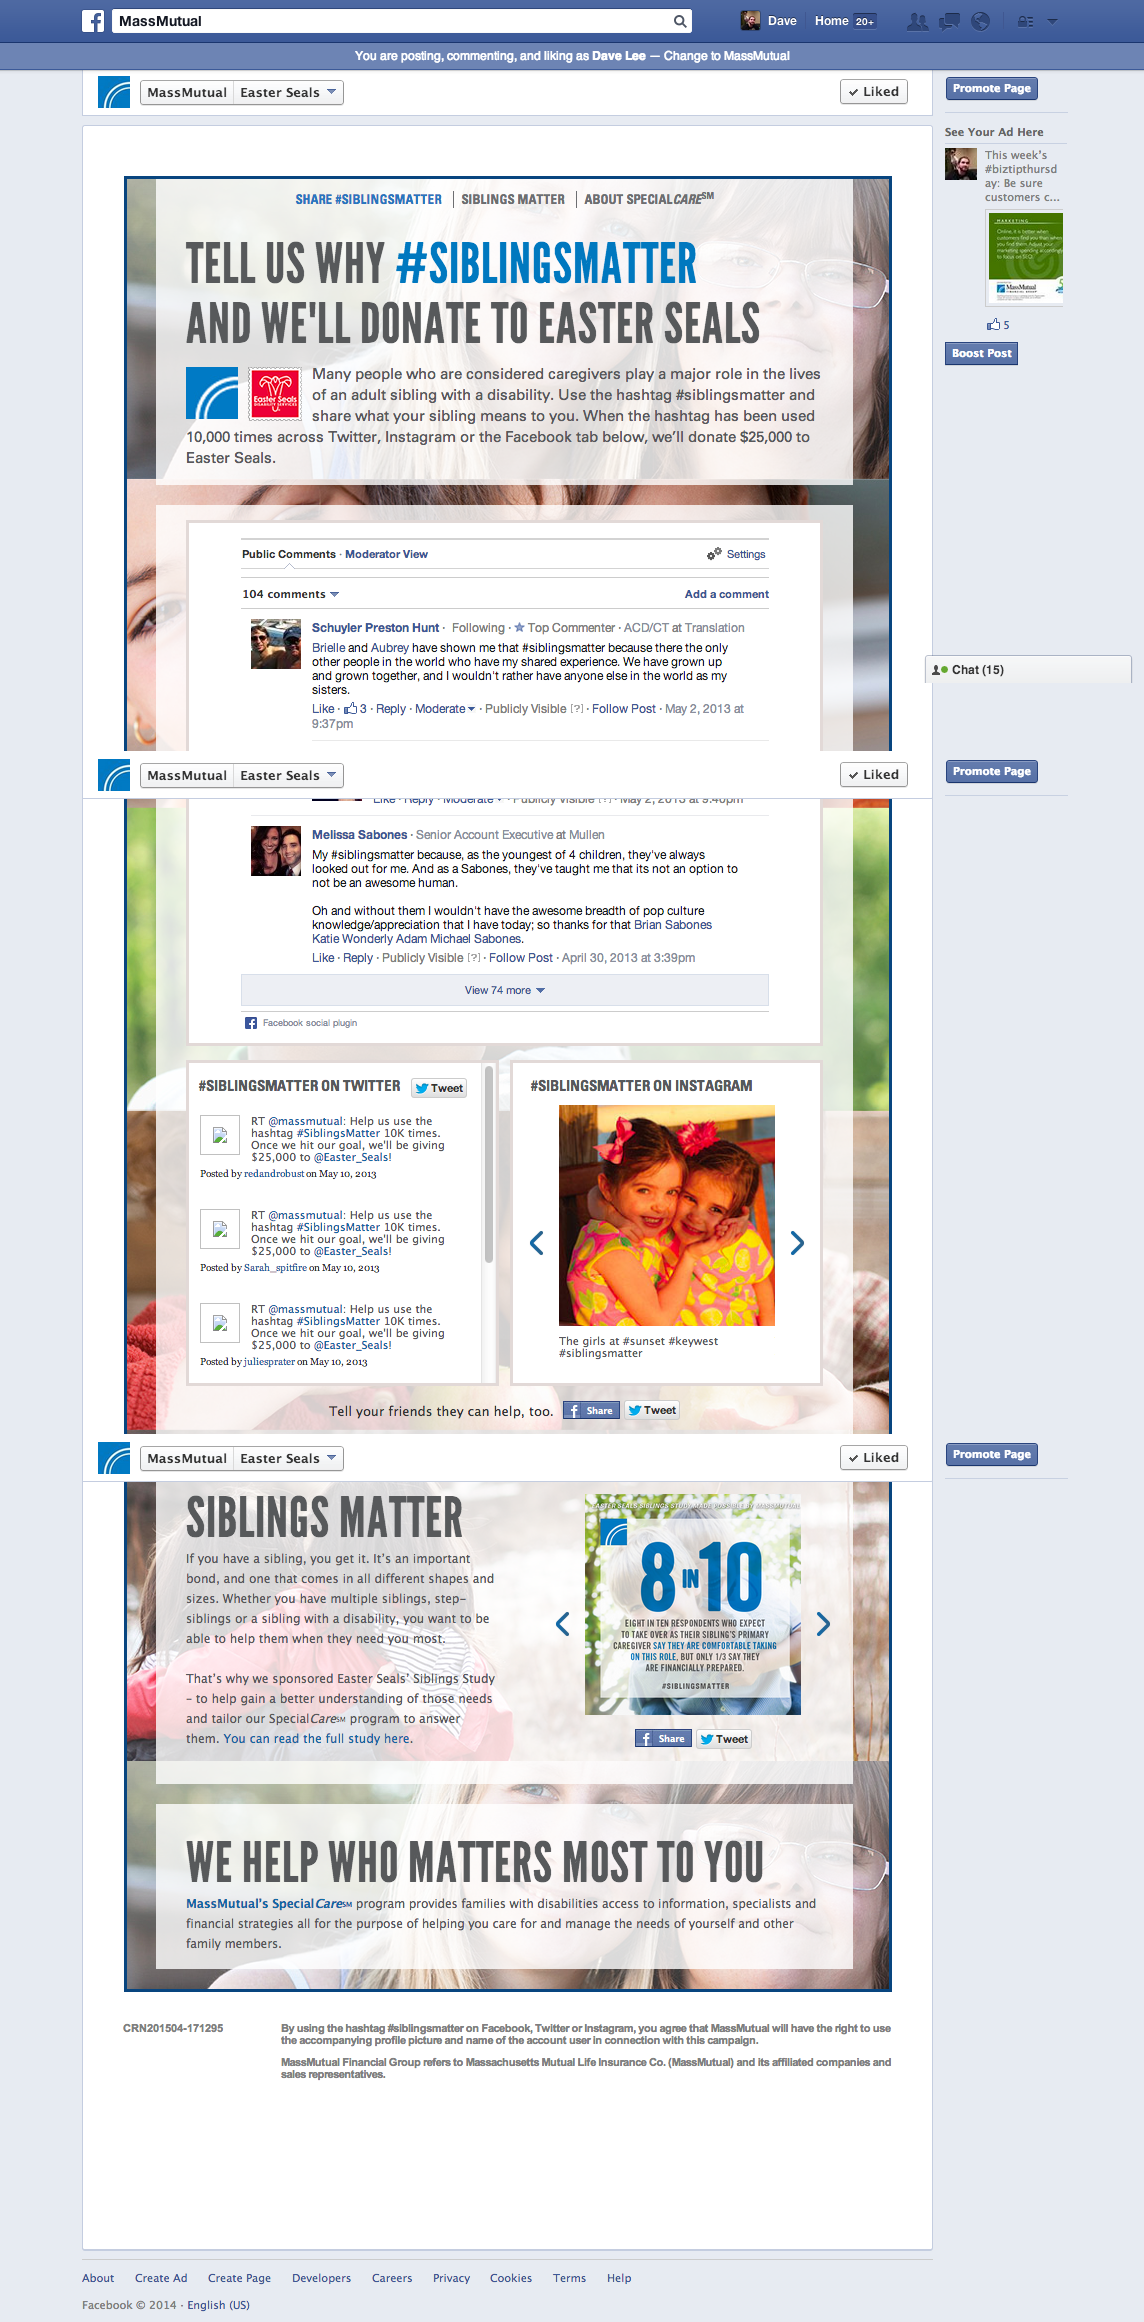 MassMutual
Dave Home 20+
You are posting, commenting, and liking as Dave Lee — Change to MassMutual
MassMutual Easter Seals
Liked
Promote Page
See Your Ad Here
This week's
#biztipthursd
ay: Be sure
customers c...
MARKETING
MassMutual
5
Boost Post
SHARE #SIBLINGSMATTER | SIBLINGS MATTER | ABOUT SPECIALCARE℠
TELL US WHY #SIBLINGSMATTER
AND WE'LL DONATE TO EASTER SEALS
Easter Seals
DISABILITY SERVICES
Many people who are considered caregivers play a major role in the lives
of an adult sibling with a disability. Use the hashtag #siblingsmatter and
share what your sibling means to you. When the hashtag has been used
10,000 times across Twitter, Instagram or the Facebook tab below, we'll donate $25,000 to
Easter Seals.
Public Comments · Moderator View
Settings
104 comments
Add a comment
Schuyler Preston Hunt · Following · Top Commenter · ACD/CT at Translation
Brielle and Aubrey have shown me that #siblingsmatter because there the only
other people in the world who have my shared experience. We have grown up
and grown together, and I wouldn't rather have anyone else in the world as my
sisters.
Like · 3 · Reply · Moderate · Publicly Visible [?] · Follow Post · May 2, 2013 at
9:37pm
Chat (15)
MassMutual Easter Seals
Liked
Promote Page
Like · Reply · Moderate · Publicly Visible [?] · May 2, 2013 at 9:40pm
Melissa Sabones · Senior Account Executive at Mullen
My #siblingsmatter because, as the youngest of 4 children, they've always
looked out for me. And as a Sabones, they've taught me that its not an option to
not be an awesome human.
Oh and without them I wouldn't have the awesome breadth of pop culture
knowledge/appreciation that I have today; so thanks for that Brian Sabones
Katie Wonderly Adam Michael Sabones.
Like · Reply · Publicly Visible [?] · Follow Post · April 30, 2013 at 3:39pm
View 74 more
Facebook social plugin
#SIBLINGSMATTER ON TWITTER
Tweet
RT @massmutual: Help us use the
hashtag #SiblingsMatter 10K times.
Once we hit our goal, we'll be giving
$25,000 to @Easter_Seals!
Posted by redandrobust on May 10, 2013
RT @massmutual: Help us use the
hashtag #SiblingsMatter 10K times.
Once we hit our goal, we'll be giving
$25,000 to @Easter_Seals!
Posted by Sarah_spitfire on May 10, 2013
RT @massmutual: Help us use the
hashtag #SiblingsMatter 10K times.
Once we hit our goal, we'll be giving
$25,000 to @Easter_Seals!
Posted by juliesprater on May 10, 2013
#SIBLINGSMATTER ON INSTAGRAM
The girls at #sunset #keywest
#siblingsmatter
Tell your friends they can help, too. Share Tweet
MassMutual Easter Seals
Liked
Promote Page
SIBLINGS MATTER
If you have a sibling, you get it. It's an important
bond, and one that comes in all different shapes and
sizes. Whether you have multiple siblings, step-
siblings or a sibling with a disability, you want to be
able to help them when they need you most.
That's why we sponsored Easter Seals' Siblings Study
- to help gain a better understanding of those needs
and tailor our SpecialCare℠ program to answer
them. You can read the full study here.
EASTER SEALS SIBLINGS STUDY MADE POSSIBLE BY MASSMUTUAL
8 IN 10
EIGHT IN TEN RESPONDENTS WHO EXPECT
TO TAKE OVER AS THEIR SIBLING'S PRIMARY
CAREGIVER SAY THEY ARE COMFORTABLE TAKING
ON THIS ROLE, BUT ONLY 1/3 SAY THEY
ARE FINANCIALLY PREPARED.
#SIBLINGSMATTER
Share Tweet
WE HELP WHO MATTERS MOST TO YOU
MassMutual's SpecialCare℠ program provides families with disabilities access to information, specialists and
financial strategies all for the purpose of helping you care for and manage the needs of yourself and other
family members.
CRN201504-171295
By using the hashtag #siblingsmatter on Facebook, Twitter or Instagram, you agree that MassMutual will have the right to use
the accompanying profile picture and name of the account user in connection with this campaign.
MassMutual Financial Group refers to Massachusetts Mutual Life Insurance Co. (MassMutual) and its affiliated companies and
sales representatives.
About Create Ad Create Page Developers Careers Privacy Cookies Terms Help
Facebook © 2014 · English (US)